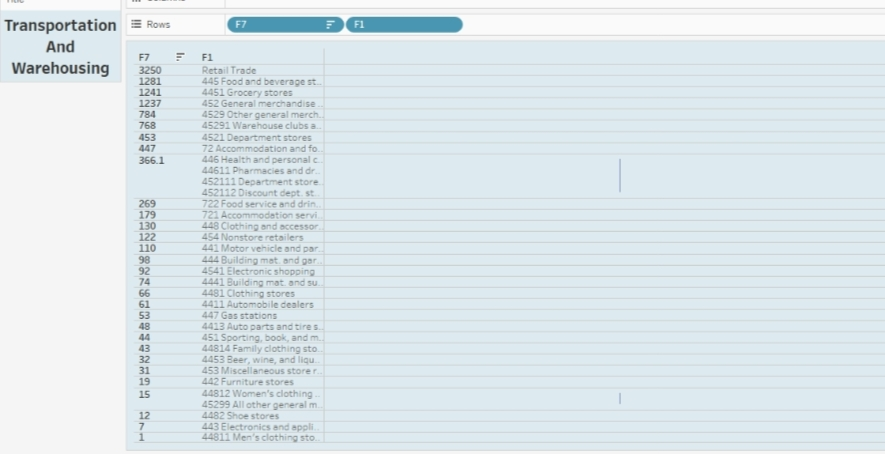 Transportation
And
Warehousing
Rows
F7 F1
F7 F1
3250 Retail Trade
1281 445 Food and beverage st..
1241 4451 Grocery stores
1237 452 General merchandise ..
784 4529 Other general merch..
768 45291 Warehouse clubs a..
453 4521 Department stores
447 72 Accommodation and fo..
366.1 446 Health and personal c..
44611 Pharmacies and dr..
452111 Department store..
452112 Discount dept. st..
269 722 Food service and drin..
179 721 Accommodation servi..
130 448 Clothing and accessor..
122 454 Nonstore retailers
110 441 Motor vehicle and par..
98 444 Building mat. and gar..
92 4541 Electronic shopping
74 4441 Building mat. and su..
66 4481 Clothing stores
61 4411 Automobile dealers
53 447 Gas stations
48 4413 Auto parts and tire s..
44 451 Sporting, book, and m..
43 44814 Family clothing sto..
32 4453 Beer, wine, and liqu..
31 453 Miscellaneous store r..
19 442 Furniture stores
15 44812 Women's clothing ..
45299 All other general m..
12 4482 Shoe stores
7 443 Electronics and appli..
1 44811 Men's clothing sto..